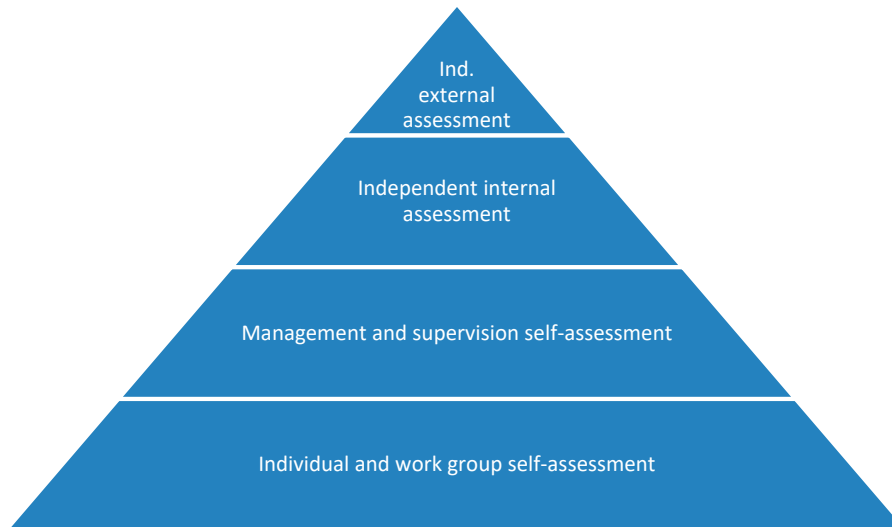 Ind.
external
assessment
Independent internal
assessment
Management and supervision self-assessment
Individual and work group self-assessment